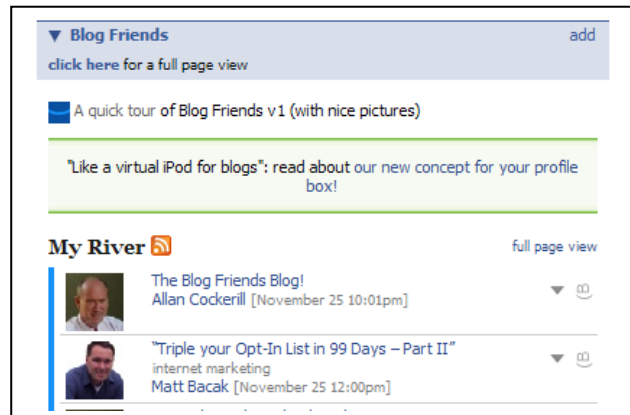 ▼ Blog Friends add
click here for a full page view
A quick tour of Blog Friends v1 (with nice pictures)
"Like a virtual iPod for blogs": read about our new concept for your profile
box!
My River full page view
The Blog Friends Blog!
Allan Cockerill [November 25 10:01pm]
"Triple your Opt-In List in 99 Days – Part II"
internet marketing
Matt Bacak [November 25 12:00pm]